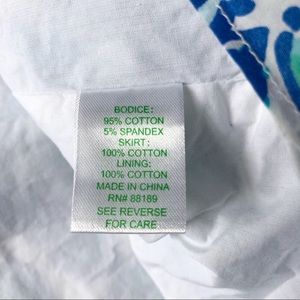 BODICE:
95% COTTON
5% SPANDEX
SKIRT:
100% COTTON
LINING:
100% COTTON
MADE IN CHINA
RN# 88189
SEE REVERSE
FOR CARE